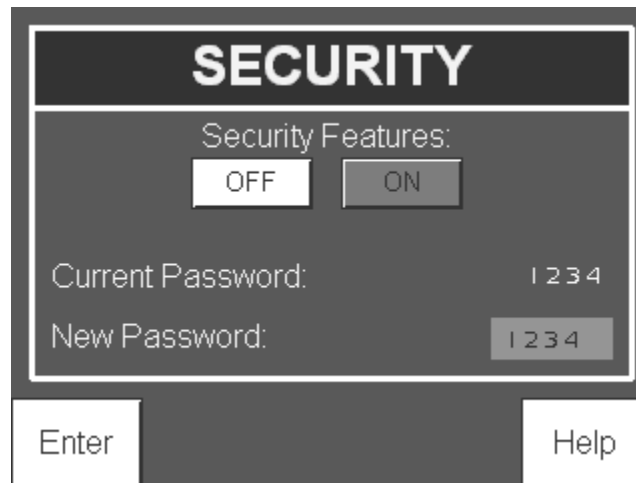 SECURITY
Security Features:
OFF ON
Current Password: 1234
New Password: 1234
Enter Help